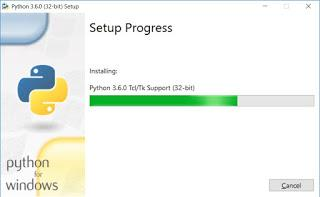 Python 3.6.0 (32-bit) Setup
Setup Progress
Installing:
Python 3.6.0 Tcl/Tk Support (32-bit)
python
for
windows
Cancel